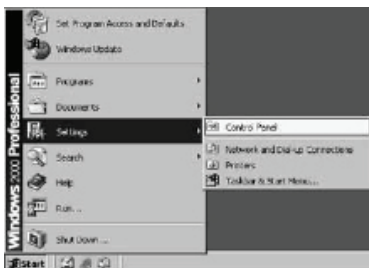 Set Program Access and Defaults
Windows Update
Programs
Documents
Settings
Search
Help
Run...
Shut Down...
Control Panel
Network and Dial-up Connections
Printers
Taskbar & Start Menu...
Windows 2000 Professional
Start